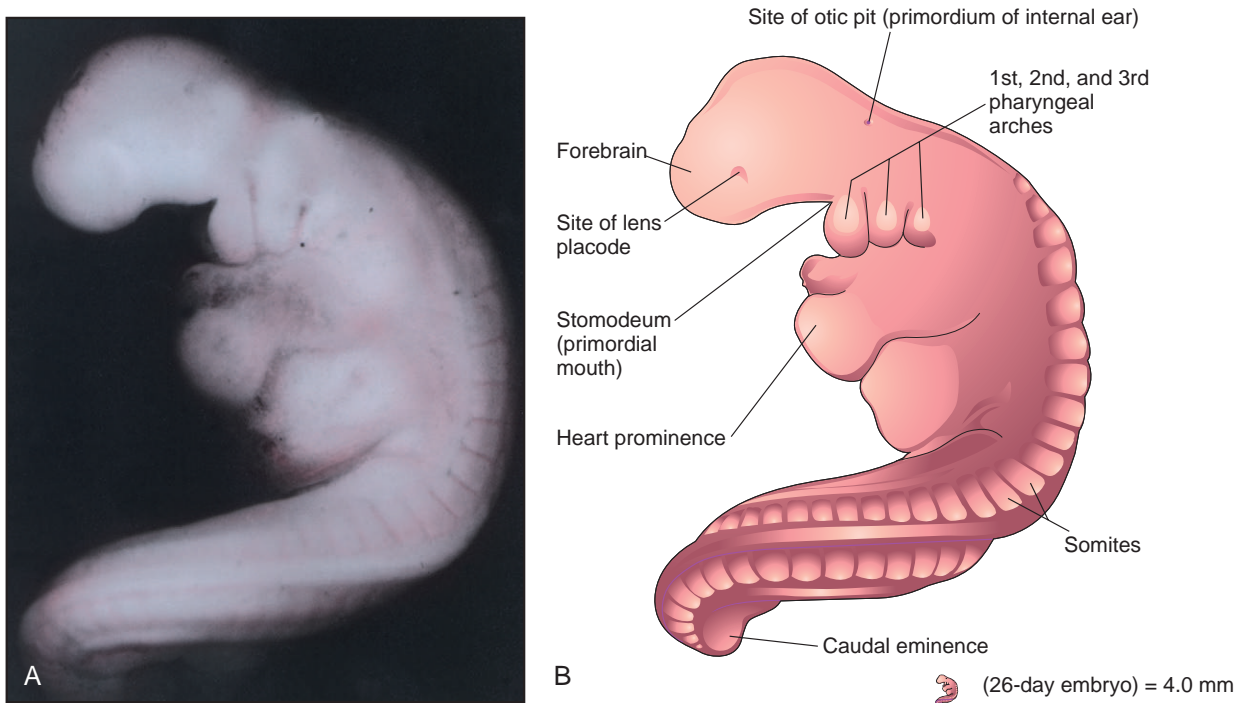 Site of otic pit (primordium of internal ear)
1st, 2nd, and 3rd
pharyngeal
arches
Forebrain
Site of lens
placode
Stomodeum
(primordial
mouth)
Heart prominence
Somites
Caudal eminence
A
B
(26-day embryo) = 4.0 mm